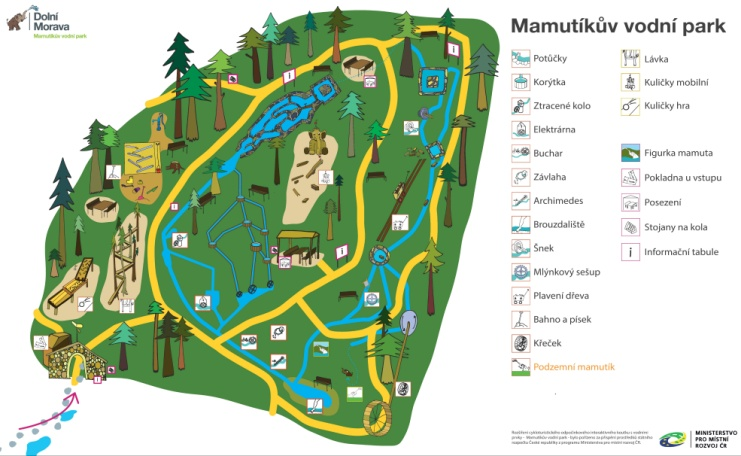 Dolní
Morava
Mamutíkův vodní park
Mamutíkův vodní park
Potůčky
Korýtka
Ztracené kolo
Elektrárna
Buchar
Závlaha
Archimedes
Brouzdaliště
Šnek
Mlýnkový sešup
Plavení dřeva
Bahno a písek
Křeček
Podzemní mamutík
Lávka
Kuličky mobilní
Kuličky hra
Figurka mamuta
Pokladna u vstupu
Posezení
Stojany na kola
i Informační tabule
MINISTERSTVO
PRO MÍSTNÍ
ROZVOJ ČR